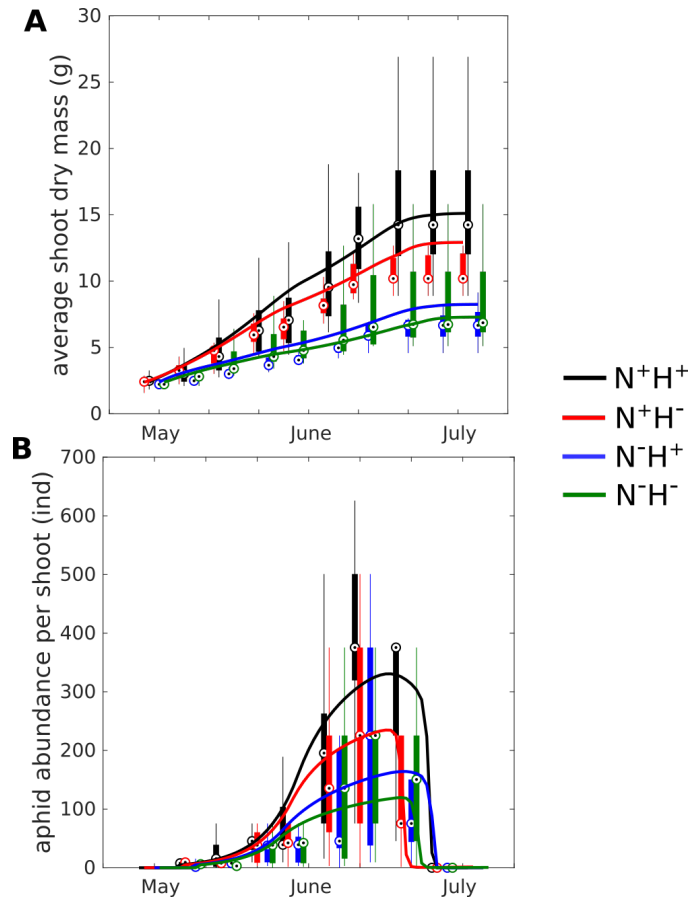 A
average shoot dry mass (g)
30
25
20
15
10
5
0
May June July
N⁺H⁺
N⁺H⁻
N⁻H⁺
N⁻H⁻
B
aphid abundance per shoot (ind)
700
600
500
400
300
200
100
0
May June July